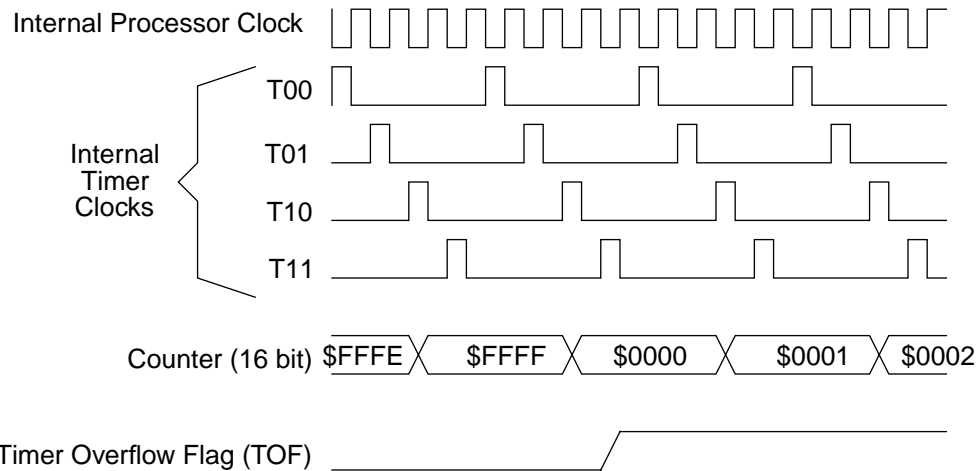 Internal Processor Clock
T00
T01
Internal
Timer
Clocks
T10
T11
Counter (16 bit) $FFFE $FFFF $0000 $0001 $0002
Timer Overflow Flag (TOF)